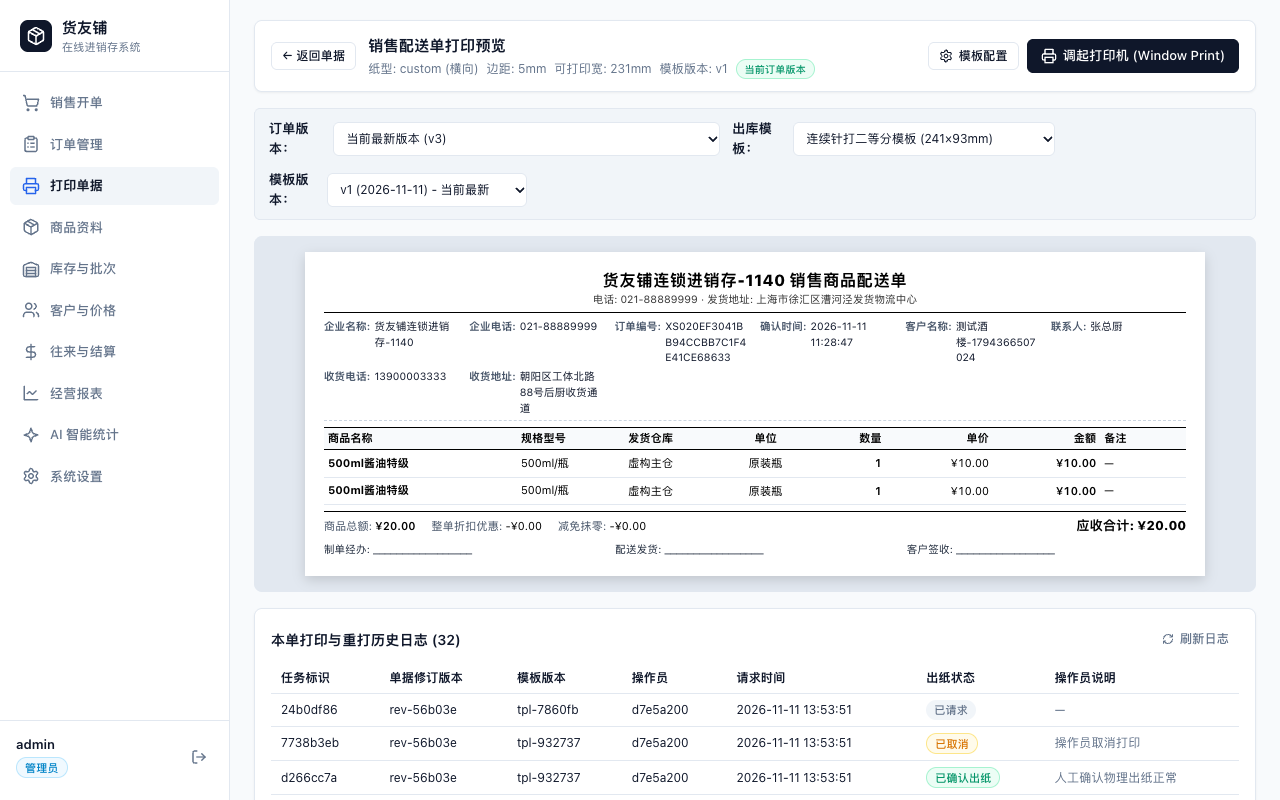 货友铺
在线进销存系统
销售开单
订单管理
打印单据
商品资料
库存与批次
客户与价格
往来与结算
经营报表
AI 智能统计
系统设置
admin
管理员
← 返回单据
销售配送单打印预览
纸型: custom (横向) 边距: 5mm 可打印宽: 231mm 模板版本: v1 当前订单版本
模板配置
调起打印机 (Window Print)
订单版本：
当前最新版本 (v3)
出库模板：
连续针打二等分模板 (241×93mm)
模板版本：
v1 (2026-11-11) - 当前最新
货友铺连锁进销存-1140 销售商品配送单
电话: 021-88889999 · 发货地址: 上海市徐汇区漕河泾发货物流中心
企业名称: 货友铺连锁进销存-1140
企业电话: 021-88889999
订单编号: XS020EF3041BB94CCBB7C1F4E41CE68633
确认时间: 2026-11-11 11:28:47
客户名称: 测试酒楼-1794366507024
联系人: 张总厨
收货电话: 13900003333
收货地址: 朝阳区工体北路88号后厨收货通道
商品名称 规格型号 发货仓库 单位 数量 单价 金额 备注
500ml酱油特级 500ml/瓶 虚构主仓 原装瓶 1 ¥10.00 ¥10.00 —
500ml酱油特级 500ml/瓶 虚构主仓 原装瓶 1 ¥10.00 ¥10.00 —
商品总额: ¥20.00 整单折扣优惠: -¥0.00 减免抹零: -¥0.00 应收合计: ¥20.00
制单经办: __________________ 配送发货: __________________ 客户签收: __________________
本单打印与重打历史日志 (32)
刷新日志
任务标识 单据修订版本 模板版本 操作员 请求时间 出纸状态 操作员说明
24b0df86 rev-56b03e tpl-7860fb d7e5a200 2026-11-11 13:53:51 已请求 —
7738b3eb rev-56b03e tpl-932737 d7e5a200 2026-11-11 13:53:51 已取消 操作员取消打印
d266cc7a rev-56b03e tpl-932737 d7e5a200 2026-11-11 13:53:51 已确认出纸 人工确认物理出纸正常